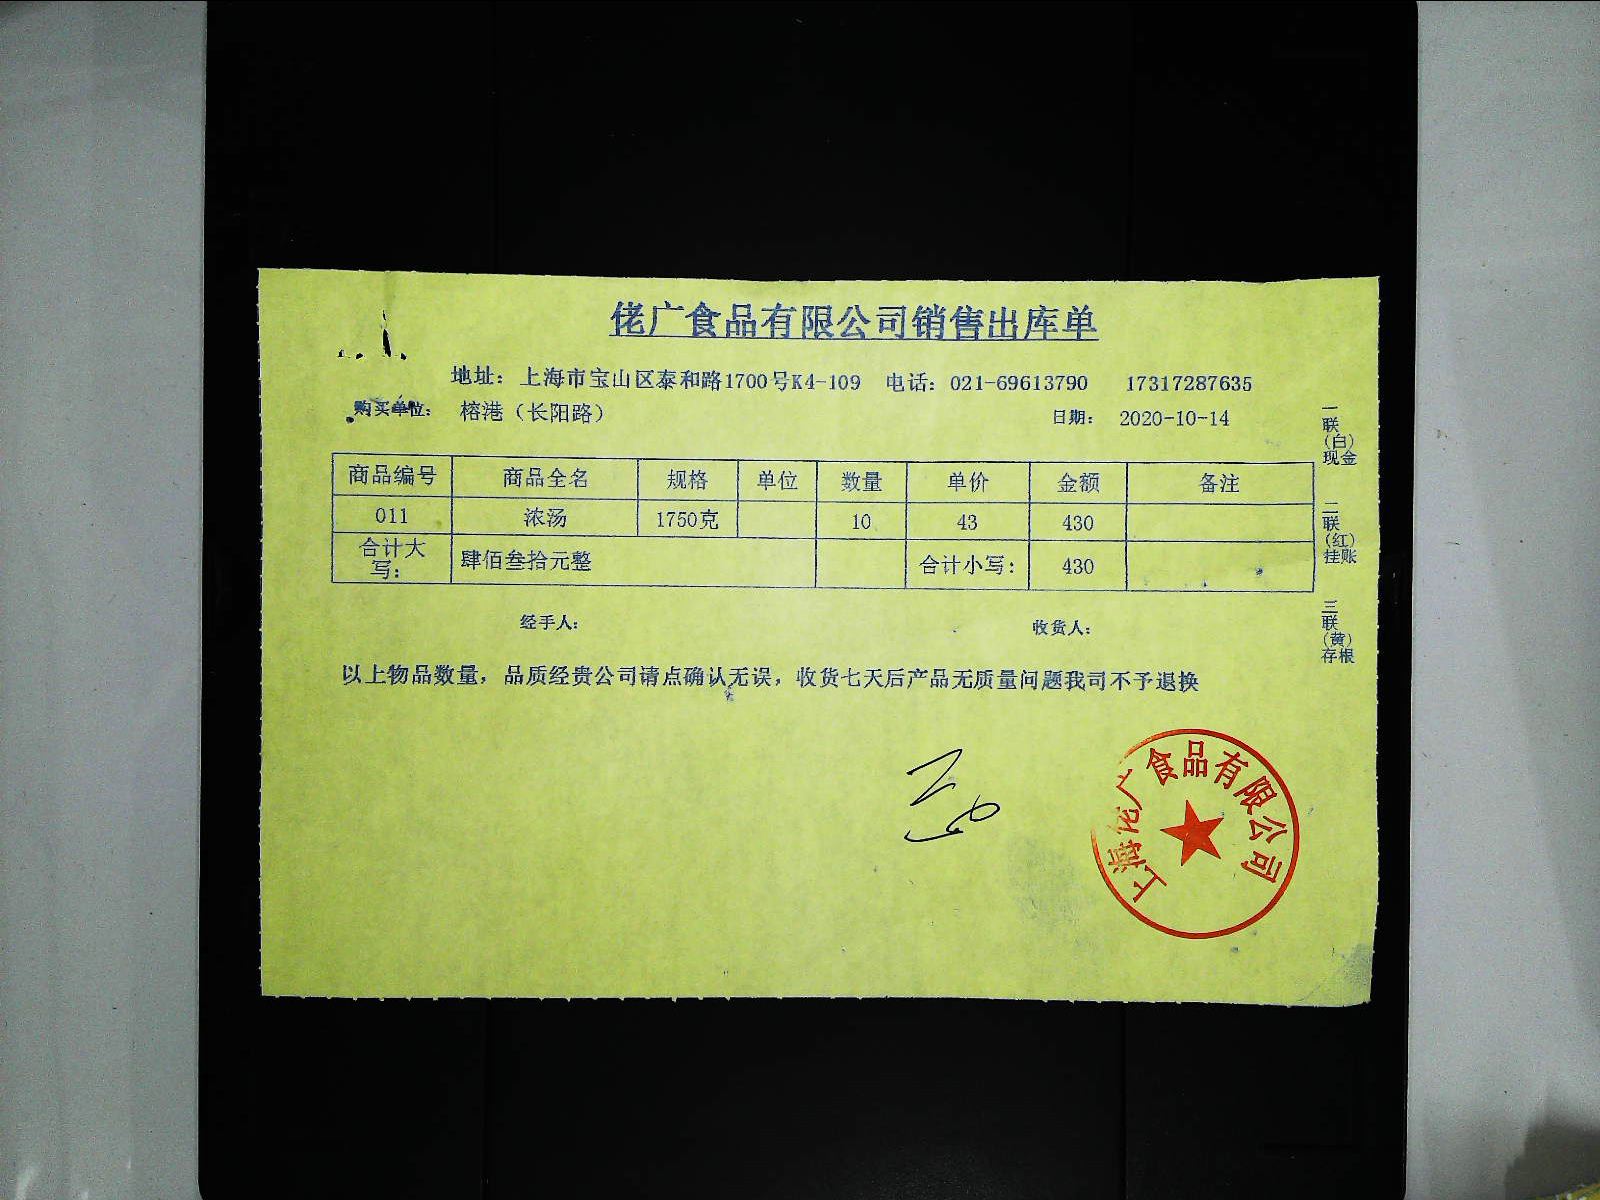 佬广食品有限公司销售出库单
地址：上海市宝山区泰和路1700号K4-109 电话：021-69613790 17317287635
购买单位： 榕港（长阳路） 日期： 2020-10-14
商品编号 商品全名 规格 单位 数量 单价 金额 备注
011 浓汤 1750克 10 43 430
合计大写： 肆佰叁拾元整 合计小写： 430
经手人： 收货人：
以上物品数量，品质经贵公司请点确认无误，收货七天后产品无质量问题我司不予退换
一联（白）现金
二联（红）挂账
三联（黄）存根
上海佬广食品有限公司